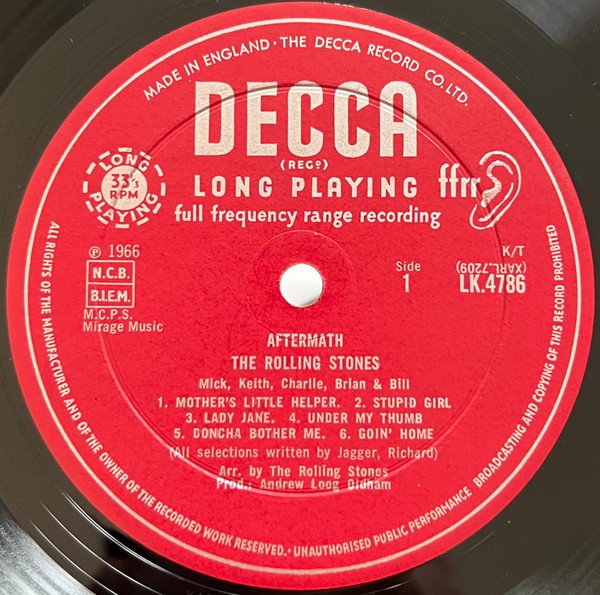 MADE IN ENGLAND · THE DECCA RECORD CO. LTD.
DECCA
(REGD)
LONG PLAYING
33⅓
RPM
LONG PLAYING ffrr
full frequency range recording
℗ 1966
N.C.B.
B.I.E.M.
M.C.P.S.
Mirage Music
K/T
(XARL.7209)
Side
1
LK.4786
AFTERMATH
THE ROLLING STONES
Mick, Keith, Charlie, Brian & Bill
1. MOTHER'S LITTLE HELPER. 2. STUPID GIRL
3. LADY JANE. 4. UNDER MY THUMB
5. DONCHA BOTHER ME. 6. GOIN' HOME
(All selections written by Jagger, Richard)
Arr. by The Rolling Stones
Prod.: Andrew Loog Oldham
ALL RIGHTS OF THE MANUFACTURER AND OF THE OWNER OF THE RECORDED WORK RESERVED. · UNAUTHORISED PUBLIC PERFORMANCE BROADCASTING AND COPYING OF THIS RECORD PROHIBITED